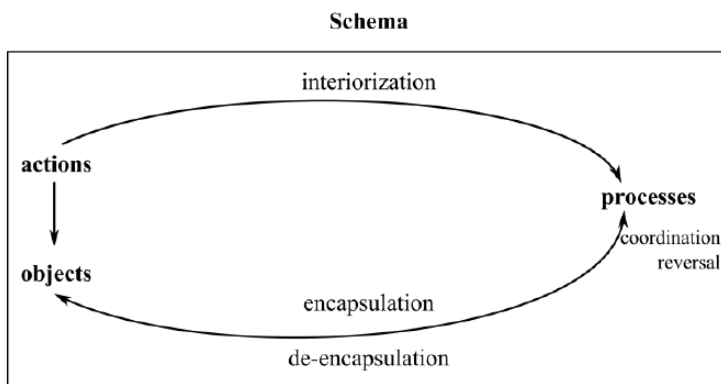 Schema
interiorization
actions
processes
coordination
reversal
objects
encapsulation
de-encapsulation